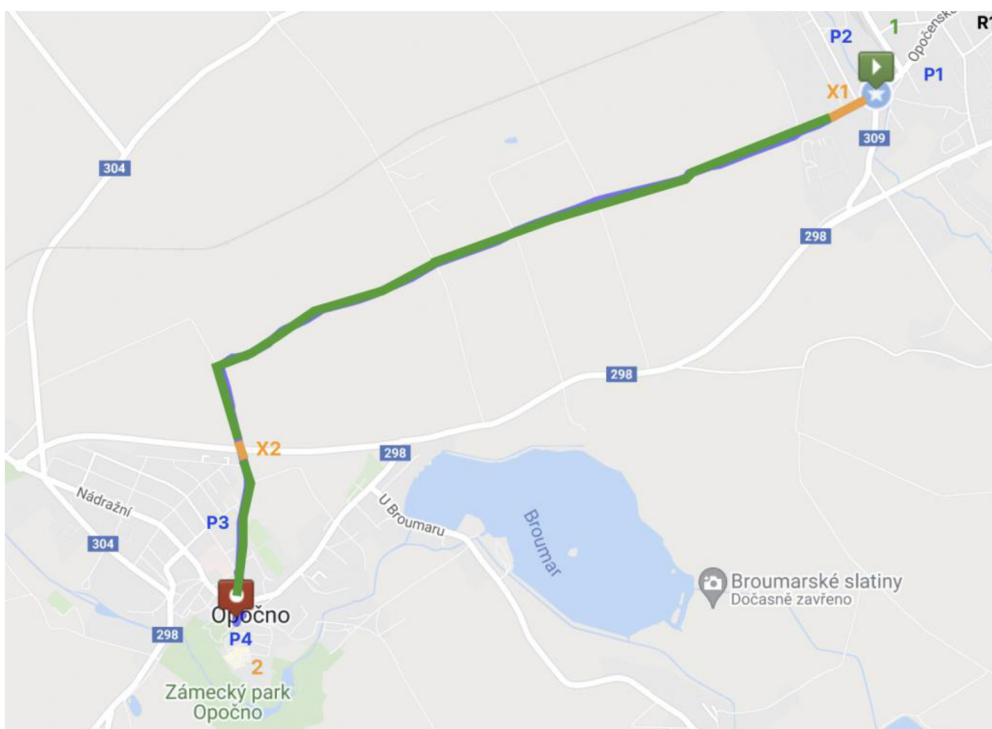 P2
1
Opočenská
R1
P1
X1
309
304
298
298
X2
298
Nádražní
U Broumaru
P3
Broumar
304
Broumarské slatiny
Dočasně zavřeno
Opočno
298
P4
2
Zámecký park
Opočno